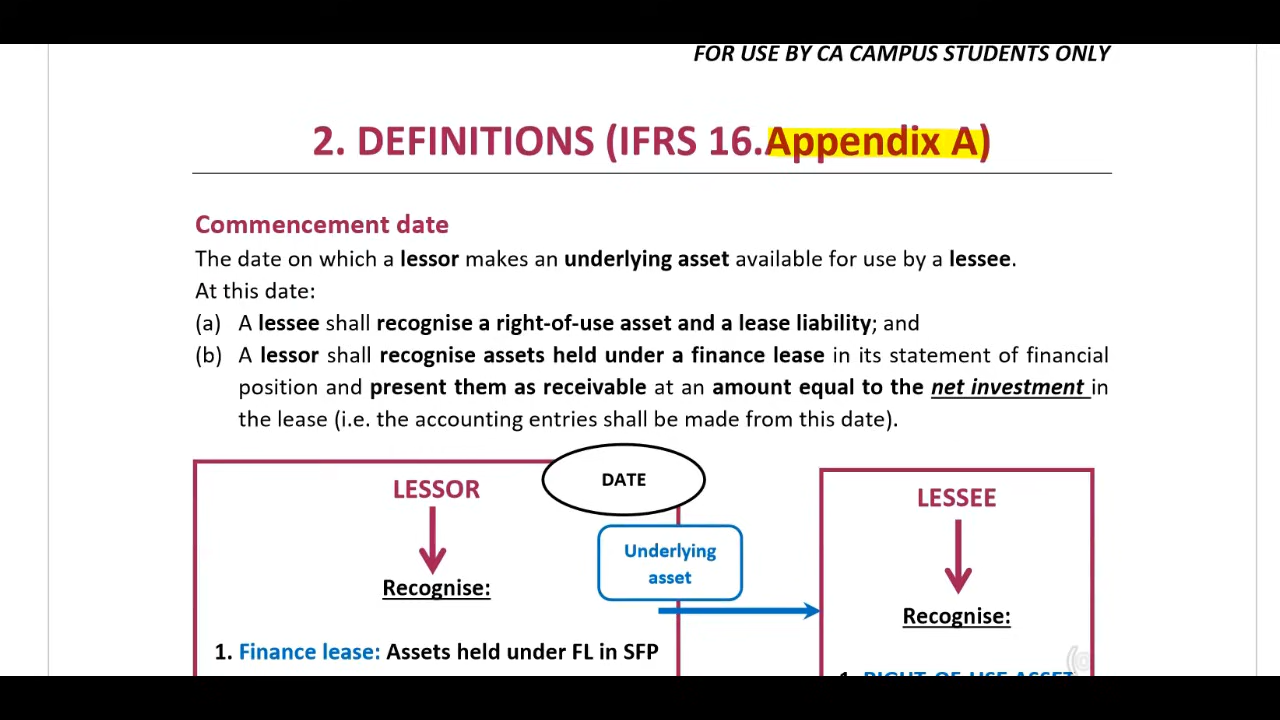 FOR USE BY CA CAMPUS STUDENTS ONLY
2. DEFINITIONS (IFRS 16.Appendix A)
Commencement date
The date on which a lessor makes an underlying asset available for use by a lessee.
At this date:
(a) A lessee shall recognise a right-of-use asset and a lease liability; and
(b) A lessor shall recognise assets held under a finance lease in its statement of financial
position and present them as receivable at an amount equal to the net investment in
the lease (i.e. the accounting entries shall be made from this date).
DATE
LESSOR
LESSEE
Underlying
asset
Recognise:
Recognise:
1. Finance lease: Assets held under FL in SFP
1. RIGHT-OF-USE ASSET